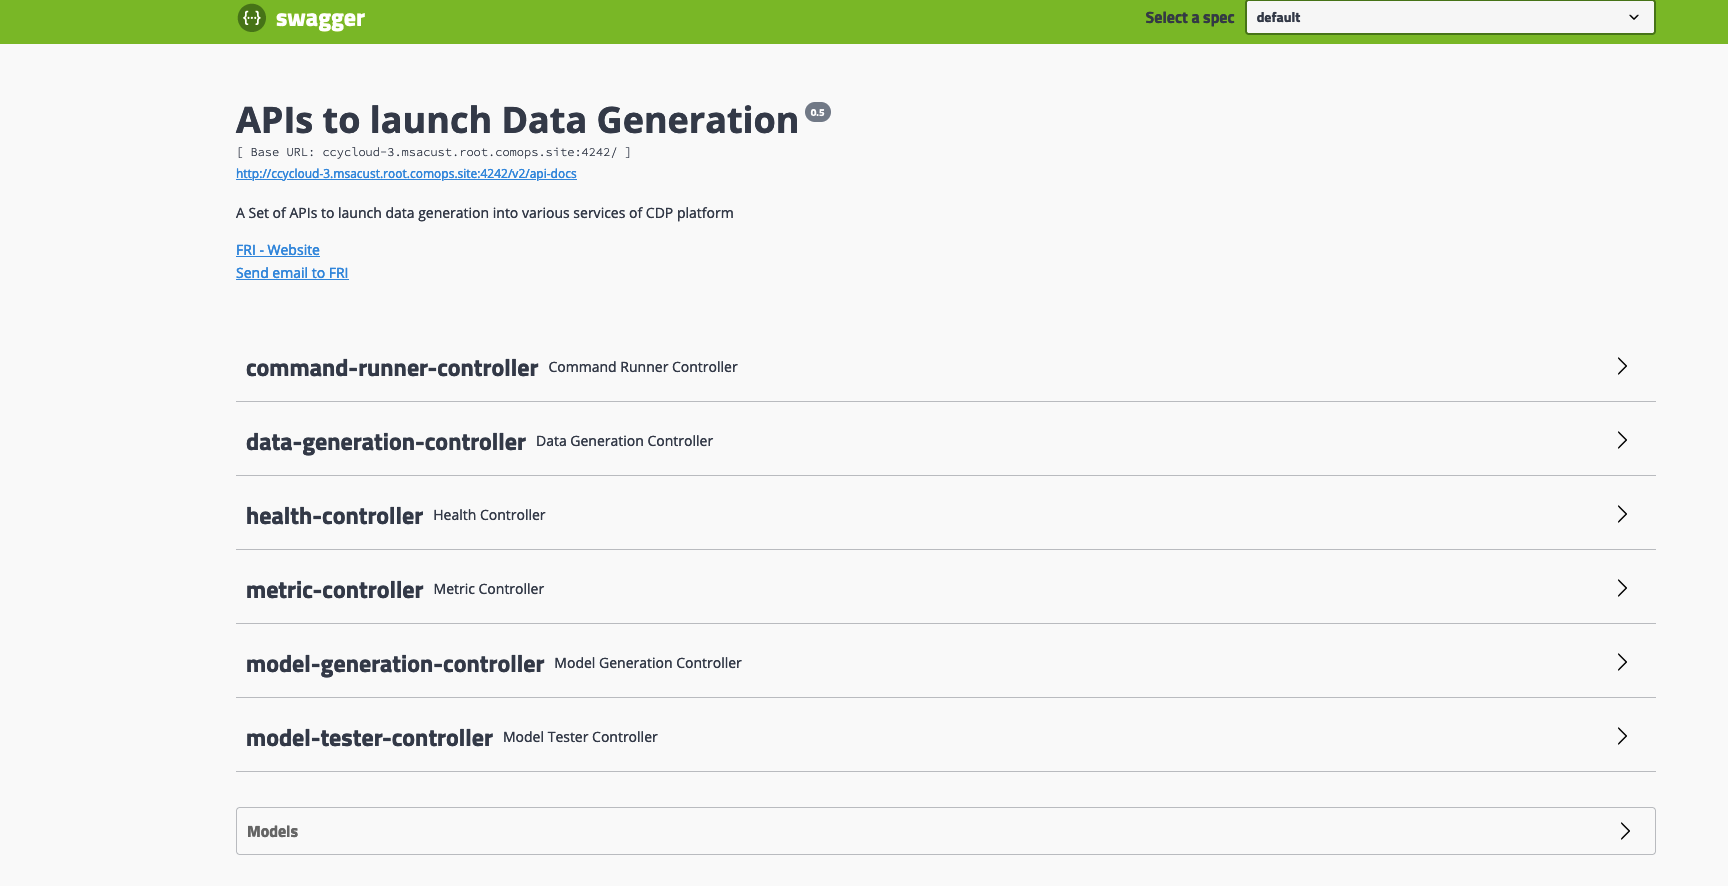 swagger
Select a spec default
APIs to launch Data Generation 0.5
[ Base URL: ccycloud-3.msacust.root.comops.site:4242/ ]
http://ccycloud-3.msacust.root.comops.site:4242/v2/api-docs
A Set of APIs to launch data generation into various services of CDP platform
FRI - Website
Send email to FRI
command-runner-controller Command Runner Controller
data-generation-controller Data Generation Controller
health-controller Health Controller
metric-controller Metric Controller
model-generation-controller Model Generation Controller
model-tester-controller Model Tester Controller
Models